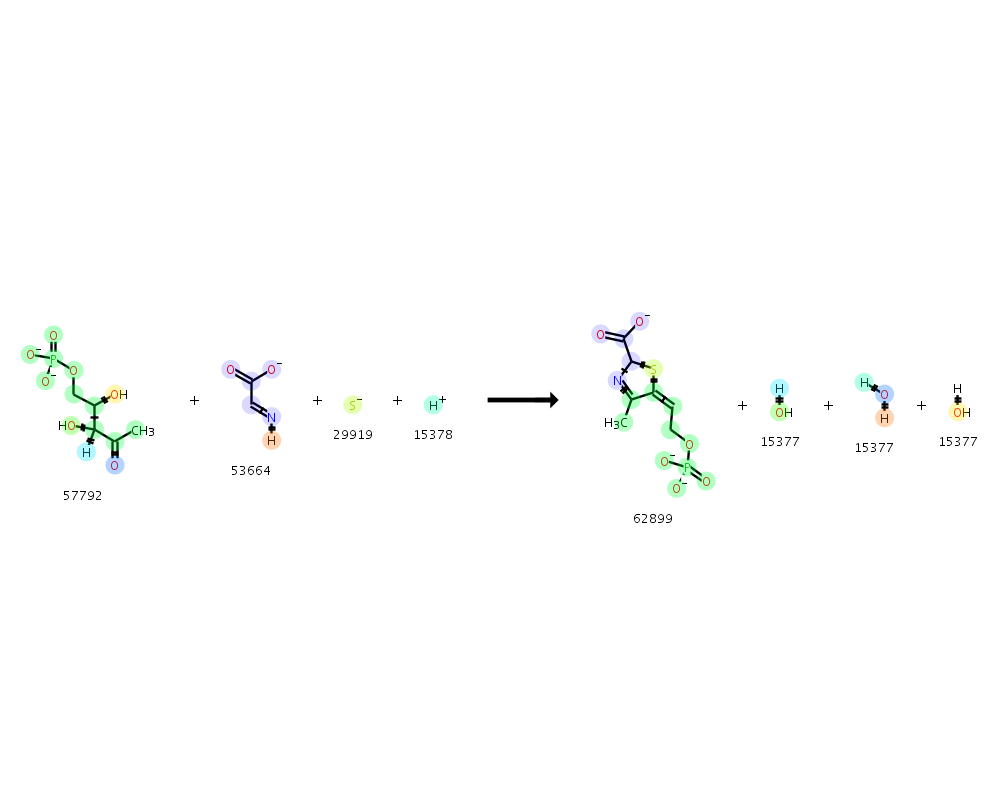 O
O⁻ P O
O⁻
OH
HO
CH3
H
O
57792
+
O O⁻
N
H
53664
+
S⁻
29919
+
H⁺
15378
O⁻
O
S
N
H₃C
O
O⁻ P
O⁻ O
62899
+
H
OH
15377
+
H
O
H
15377
+
H
OH
15377